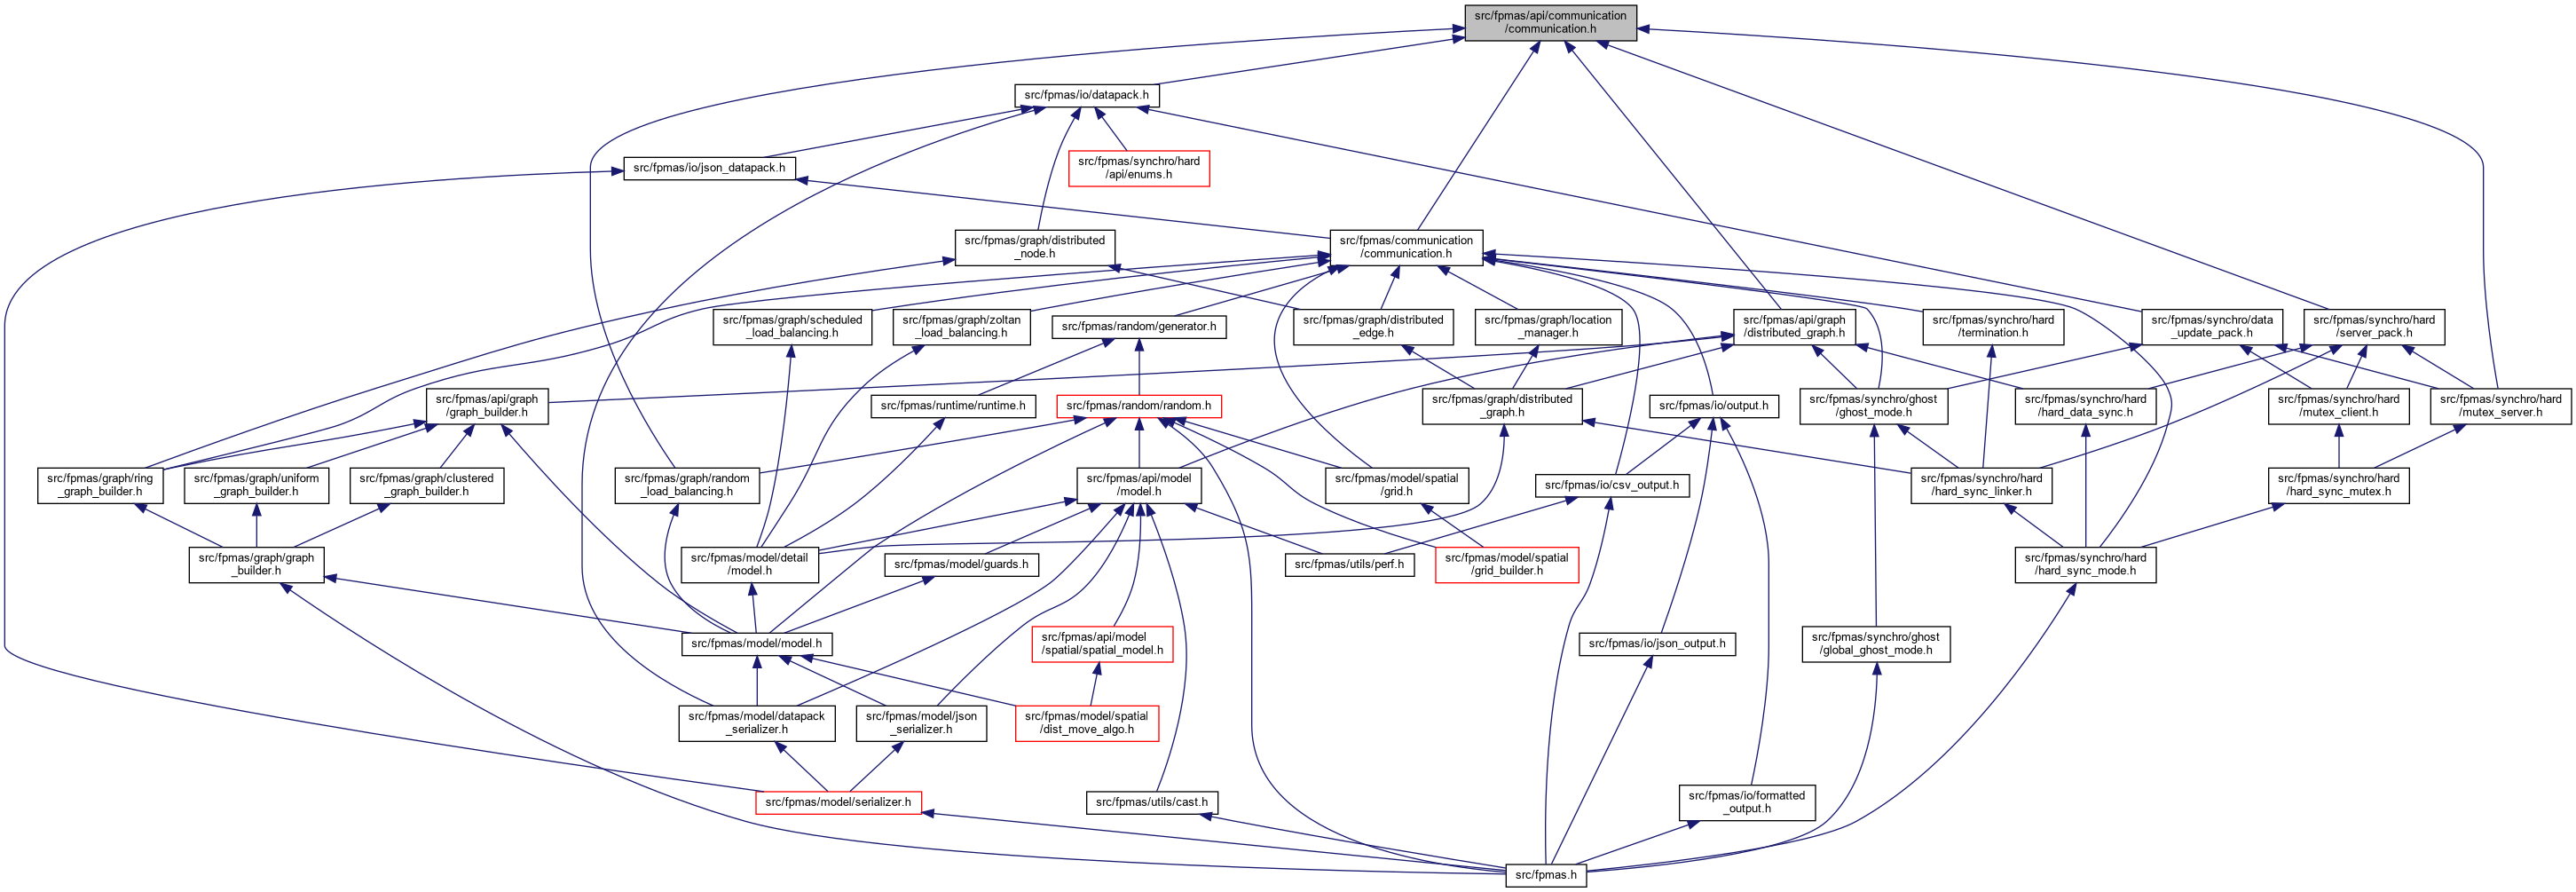 src/fpmas/api/communication
/communication.h
src/fpmas/io/datapack.h
src/fpmas/io/json_datapack.h
src/fpmas/synchro/hard
/api/enums.h
src/fpmas/graph/distributed
_node.h
src/fpmas/communication
/communication.h
src/fpmas/graph/scheduled
_load_balancing.h
src/fpmas/graph/zoltan
_load_balancing.h
src/fpmas/random/generator.h
src/fpmas/graph/distributed
_edge.h
src/fpmas/graph/location
_manager.h
src/fpmas/api/graph
/distributed_graph.h
src/fpmas/synchro/hard
/termination.h
src/fpmas/synchro/data
_update_pack.h
src/fpmas/synchro/hard
/server_pack.h
src/fpmas/api/graph
/graph_builder.h
src/fpmas/runtime/runtime.h
src/fpmas/random/random.h
src/fpmas/graph/distributed
_graph.h
src/fpmas/io/output.h
src/fpmas/synchro/ghost
/ghost_mode.h
src/fpmas/synchro/hard
/hard_data_sync.h
src/fpmas/synchro/hard
/mutex_client.h
src/fpmas/synchro/hard
/mutex_server.h
src/fpmas/graph/ring
_graph_builder.h
src/fpmas/graph/uniform
_graph_builder.h
src/fpmas/graph/clustered
_graph_builder.h
src/fpmas/graph/random
_load_balancing.h
src/fpmas/api/model
/model.h
src/fpmas/model/spatial
/grid.h
src/fpmas/io/csv_output.h
src/fpmas/synchro/hard
/hard_sync_linker.h
src/fpmas/synchro/hard
/hard_sync_mutex.h
src/fpmas/graph/graph
_builder.h
src/fpmas/model/detail
/model.h
src/fpmas/model/guards.h
src/fpmas/utils/perf.h
src/fpmas/model/spatial
/grid_builder.h
src/fpmas/synchro/hard
/hard_sync_mode.h
src/fpmas/model/model.h
src/fpmas/api/model
/spatial/spatial_model.h
src/fpmas/io/json_output.h
src/fpmas/synchro/ghost
/global_ghost_mode.h
src/fpmas/model/datapack
_serializer.h
src/fpmas/model/json
_serializer.h
src/fpmas/model/spatial
/dist_move_algo.h
src/fpmas/model/serializer.h
src/fpmas/utils/cast.h
src/fpmas/io/formatted
_output.h
src/fpmas.h